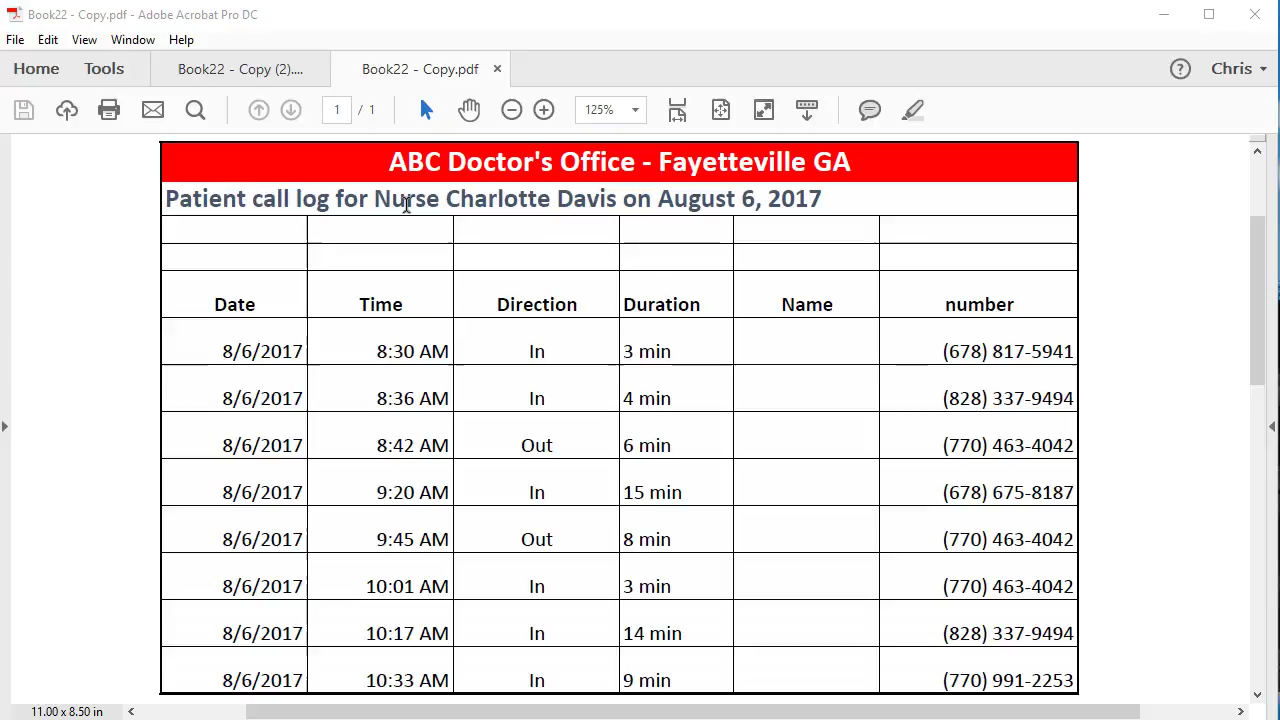 Book22 - Copy.pdf - Adobe Acrobat Pro DC
File Edit View Window Help
Home Tools Book22 - Copy (2).... Book22 - Copy.pdf × Chris
1 / 1 125%
ABC Doctor's Office - Fayetteville GA
Patient call log for Nurse Charlotte Davis on August 6, 2017
Date Time Direction Duration Name number
8/6/2017 8:30 AM In 3 min (678) 817-5941
8/6/2017 8:36 AM In 4 min (828) 337-9494
8/6/2017 8:42 AM Out 6 min (770) 463-4042
8/6/2017 9:20 AM In 15 min (678) 675-8187
8/6/2017 9:45 AM Out 8 min (770) 463-4042
8/6/2017 10:01 AM In 3 min (770) 463-4042
8/6/2017 10:17 AM In 14 min (828) 337-9494
8/6/2017 10:33 AM In 9 min (770) 991-2253
11.00 x 8.50 in